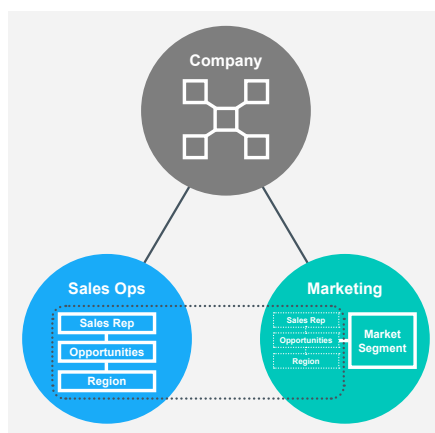 Company
Sales Ops
Sales Rep
Opportunities
Region
Marketing
Sales Rep
Opportunities
Region
Market
Segment